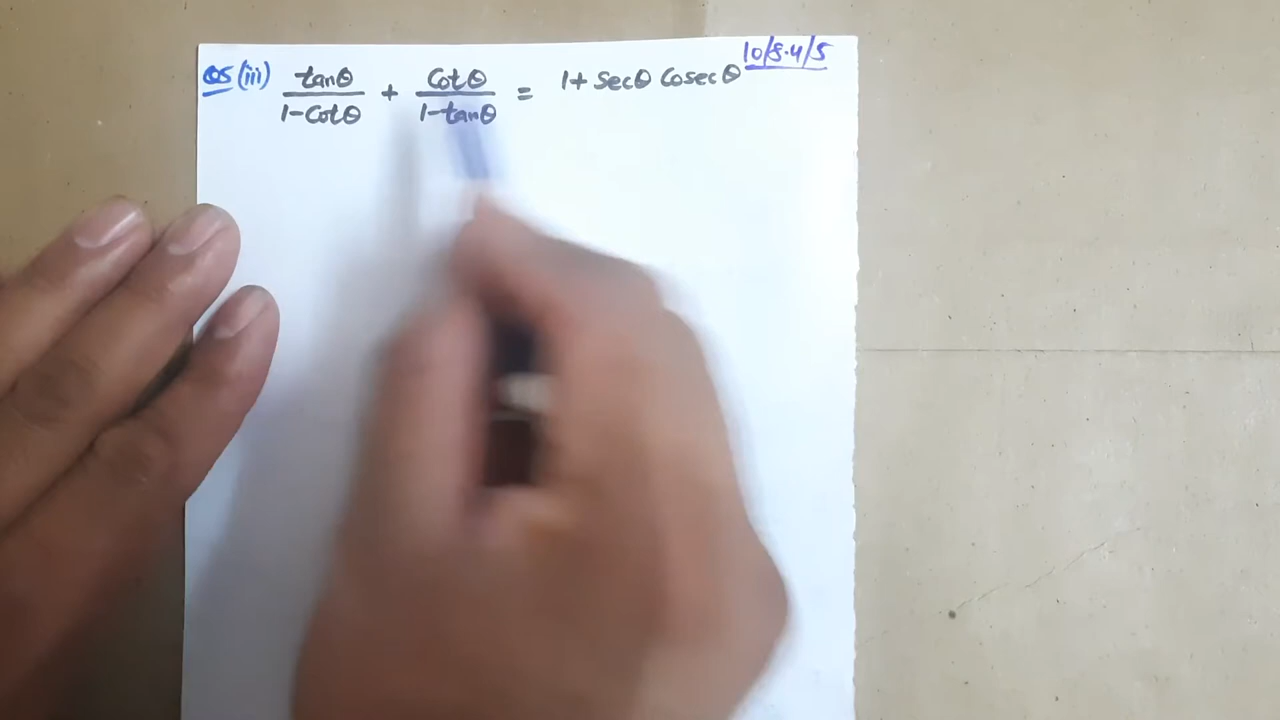 10/8.4/5
Q5 (iii) tanθ/1-Cotθ + Cotθ/1-tanθ = 1+ Secθ Cosecθ